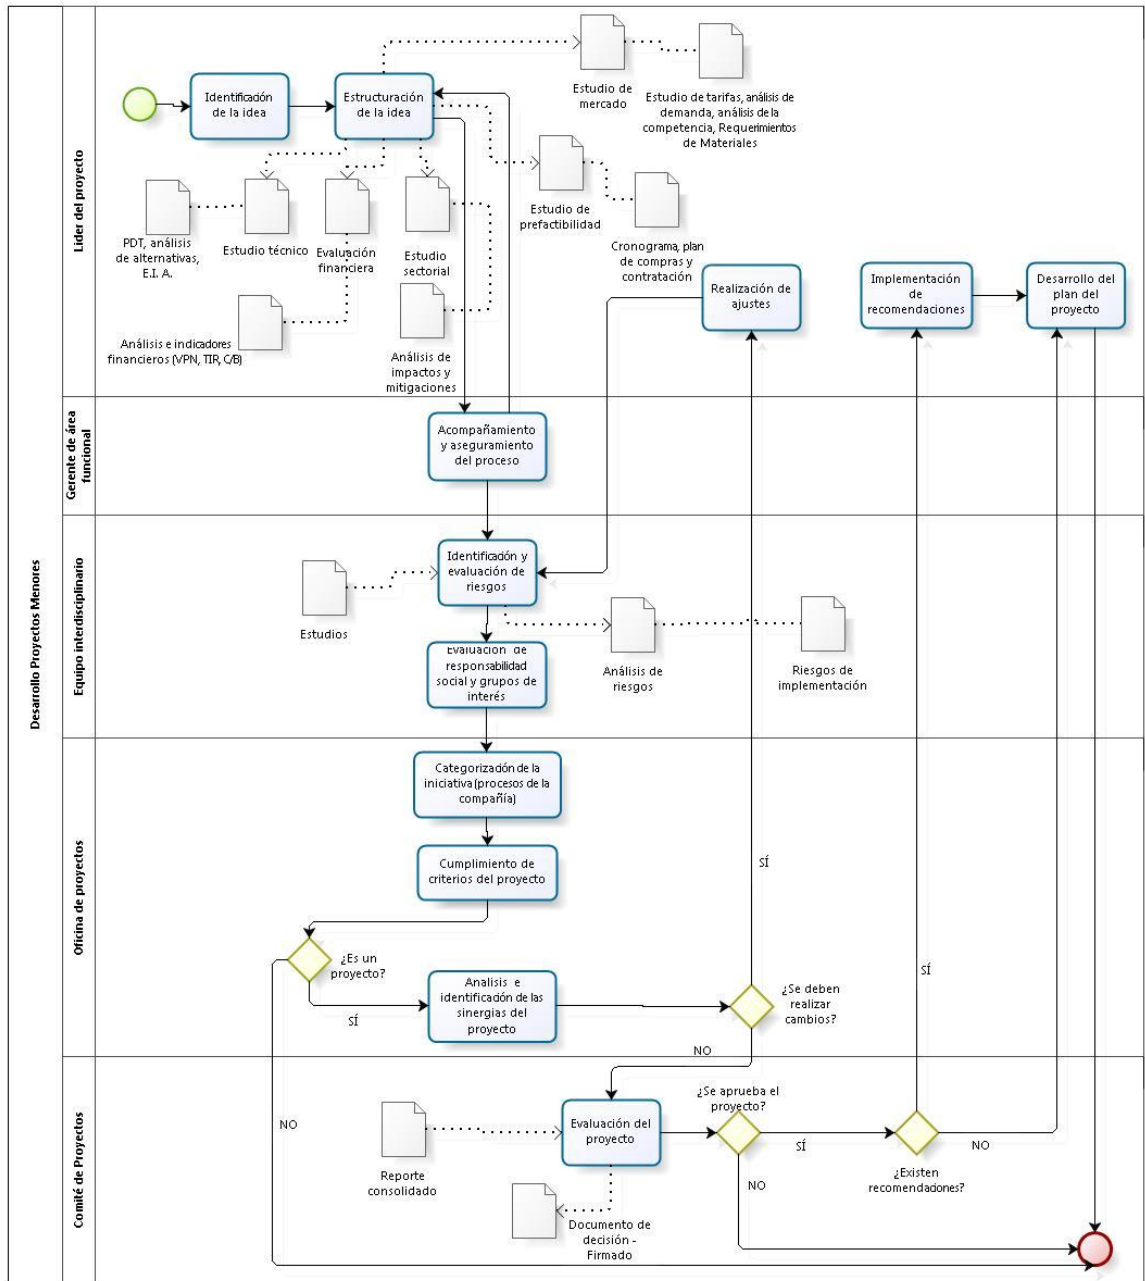 Desarrollo Proyectos Menores
Líder del proyecto
Identificación
de la idea
Estructuración
de la idea
Estudio de
mercado
Estudio de tarifas, análisis de
demanda, análisis de la
competencia, Requerimientos
de Materiales
PDT, análisis
de alternativas,
E.I. A.
Estudio técnico
Evaluación
financiera
Estudio
sectorial
Estudio de
prefactibilidad
Cronograma, plan
de compras y
contratación
Análisis e indicadores
financieros (VPN, TIR, C/B)
Análisis de
impactos y
mitigaciones
Realización de
ajustes
Implementación
de
recomendaciones
Desarrollo del
plan del
proyecto
Gerente de área
funcional
Acompañamiento
y aseguramiento
del proceso
Equipo interdisciplinario
Identificación y
evaluación de
riesgos
Estudios
Evaluación de
responsabilidad
social y grupos de
interés
Análisis de
riesgos
Riesgos de
implementación
Oficina de proyectos
Categorización de la
iniciativa(procesos de la
compañía)
Cumplimiento de
criterios del proyecto
¿Es un
proyecto?
SÍ
Analisis e
identificación de las
sinergias del
proyecto
¿Se deben
realizar
cambios?
SÍ
SÍ
NO
Comité de Proyectos
NO
Reporte
consolidado
Evaluación del
proyecto
Documento de
decisión -
Firmado
¿Se aprueba el
proyecto?
SÍ
NO
¿Existen
recomendaciones?
NO